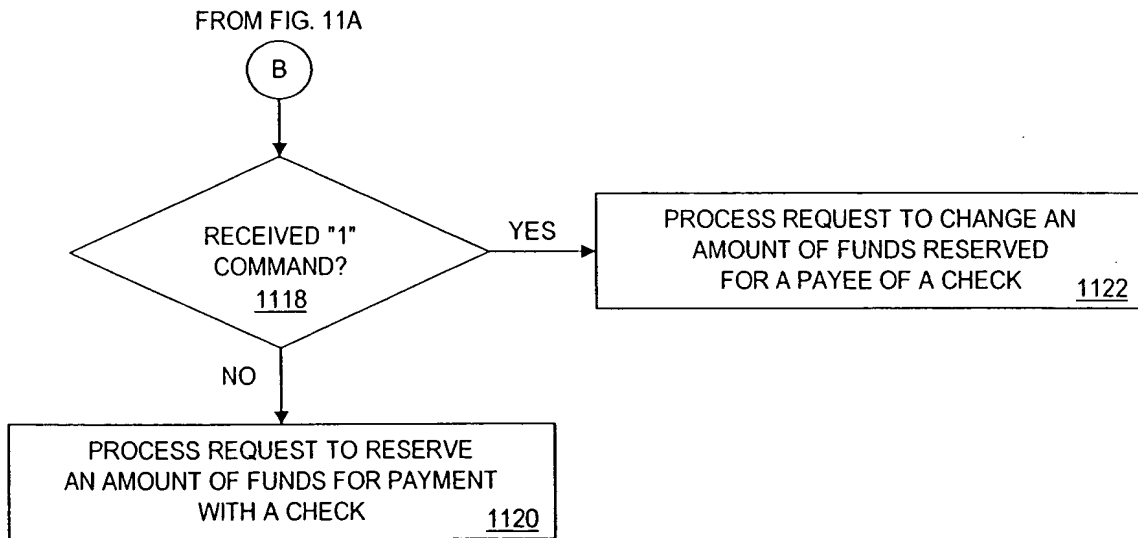 FROM FIG. 11A
B
RECEIVED "1"
COMMAND?
1118
YES
PROCESS REQUEST TO CHANGE AN
AMOUNT OF FUNDS RESERVED
FOR A PAYEE OF A CHECK
1122
NO
PROCESS REQUEST TO RESERVE
AN AMOUNT OF FUNDS FOR PAYMENT
WITH A CHECK
1120